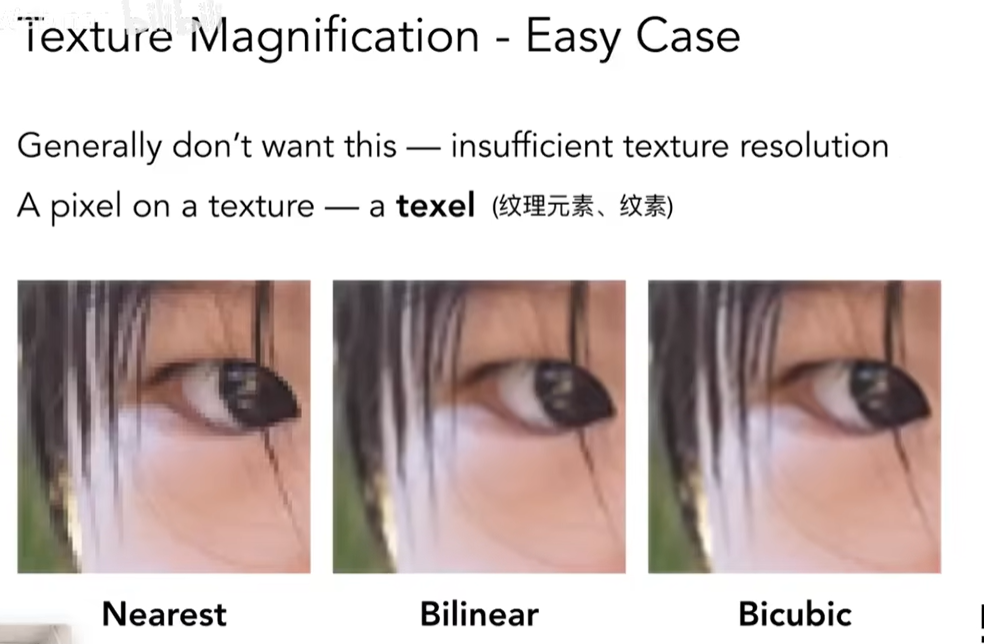 Texture Magnification - Easy Case
Generally don't want this — insufficient texture resolution
A pixel on a texture — a texel (纹理元素、纹素)
Nearest
Bilinear
Bicubic